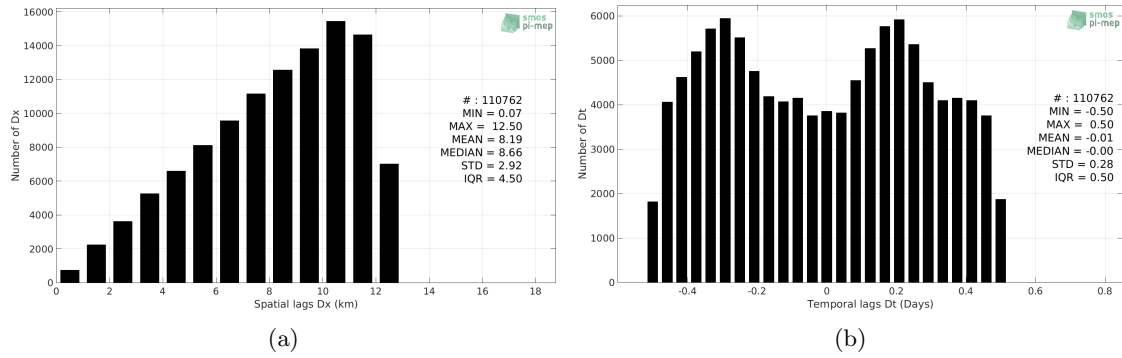 smos
pi-mep
16000
14000
12000
10000
8000
6000
4000
2000
0
Number of Dx
# : 110762
MIN = 0.07
MAX = 12.50
MEAN = 8.19
MEDIAN = 8.66
STD = 2.92
IQR = 4.50
0 2 4 6 8 10 12 14 16 18
Spatial lags Dx (km)
(a)
smos
pi-mep
6000
5000
4000
3000
2000
1000
0
Number of Dt
# : 110762
MIN = -0.50
MAX = 0.50
MEAN = -0.01
MEDIAN = -0.00
STD = 0.28
IQR = 0.50
-0.4 -0.2 0 0.2 0.4 0.6 0.8
Temporal lags Dt (Days)
(b)